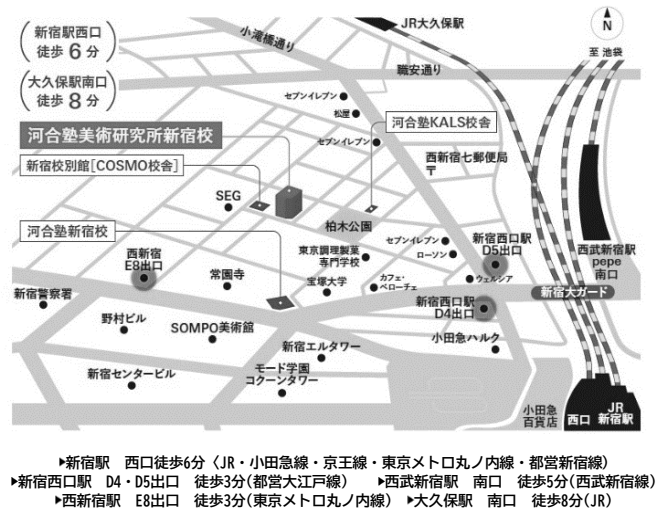 新宿駅西口
徒歩 6 分
大久保駅南口
徒歩 8 分
JR大久保駅
N
至 池袋
小滝橋通り
職安通り
セブンイレブン
松屋
河合塾KALS校舎
河合塾美術研究所新宿校
セブンイレブン
西新宿七郵便局
〒
新宿校別館[COSMO校舎]
SEG
河合塾新宿校
柏木公園
セブンイレブン
新宿西口駅
D5出口
西新宿
E8出口
東京調理製菓
専門学校
ローソン
西武新宿駅
pepe
南口
常圓寺
宝塚大学
カフェ・
ベローチェ
ウェルシア
新宿警察署
新宿西口駅
D4出口
新宿大ガード
野村ビル
SOMPO美術館
小田急ハルク
新宿エルタワー
新宿センタービル
モード学園
コクーンタワー
小田急
百貨店
西口
JR
新宿駅
▶新宿駅　西口徒歩6分〈JR・小田急線・京王線・東京メトロ丸ノ内線・都営新宿線)
▶新宿西口駅　D4・D5出口　徒歩3分(都営大江戸線)　▶西武新宿駅　南口　徒歩5分(西武新宿線)
▶西新宿駅　E8出口　徒歩3分(東京メトロ丸ノ内線)　▶大久保駅　南口　徒歩8分(JR)